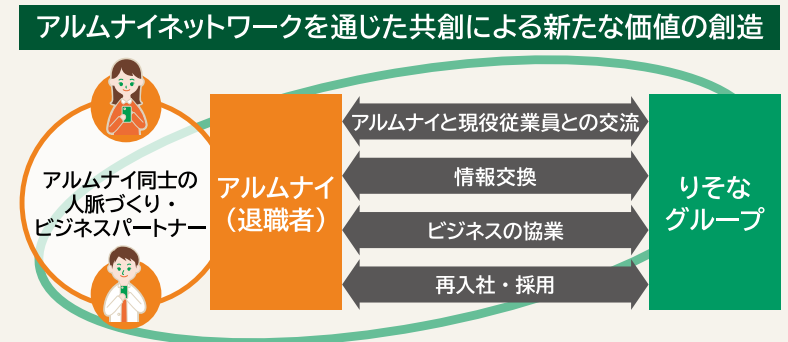 アルムナイネットワークを通じた共創による新たな価値の創造
アルムナイ同士の
人脈づくり・
ビジネスパートナー
アルムナイ
（退職者）
アルムナイと現役従業員との交流
情報交換
ビジネスの協業
再入社・採用
りそな
グループ